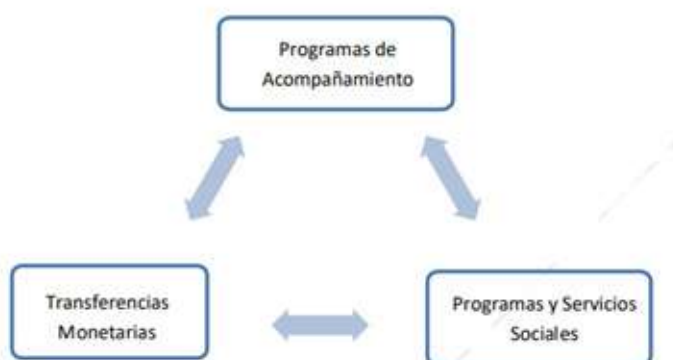 Programas de
Acompañamiento
Transferencias
Monetarias
Programas y Servicios
Sociales